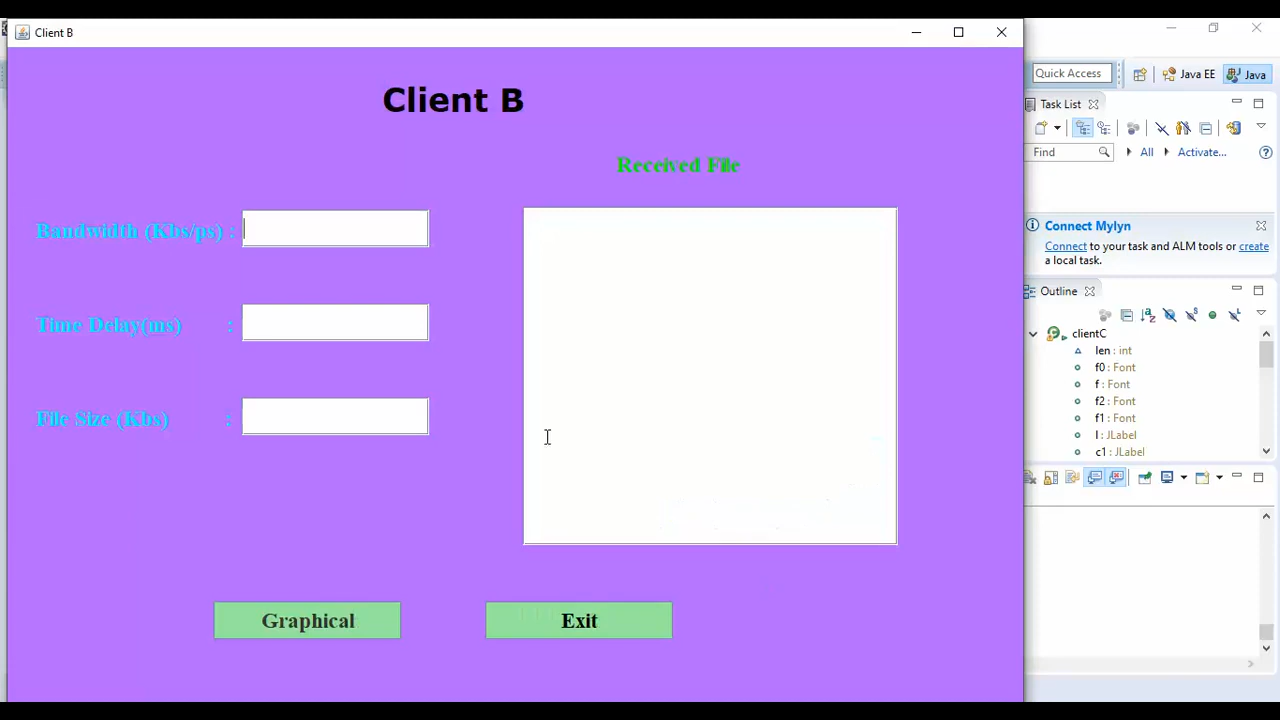 Client B
Client B
Received File
Bandwidth (Kbs/ps) :
Time Delay(ms) :
File Size (Kbs) :
Graphical
Exit
Quick Access
Java EE
Java
Task List
Find
All
Activate...
Connect Mylyn
Connect to your task and ALM tools or create
a local task.
Outline
clientC
len : int
f0 : Font
f : Font
f2 : Font
f1 : Font
l : JLabel
c1 : JLabel